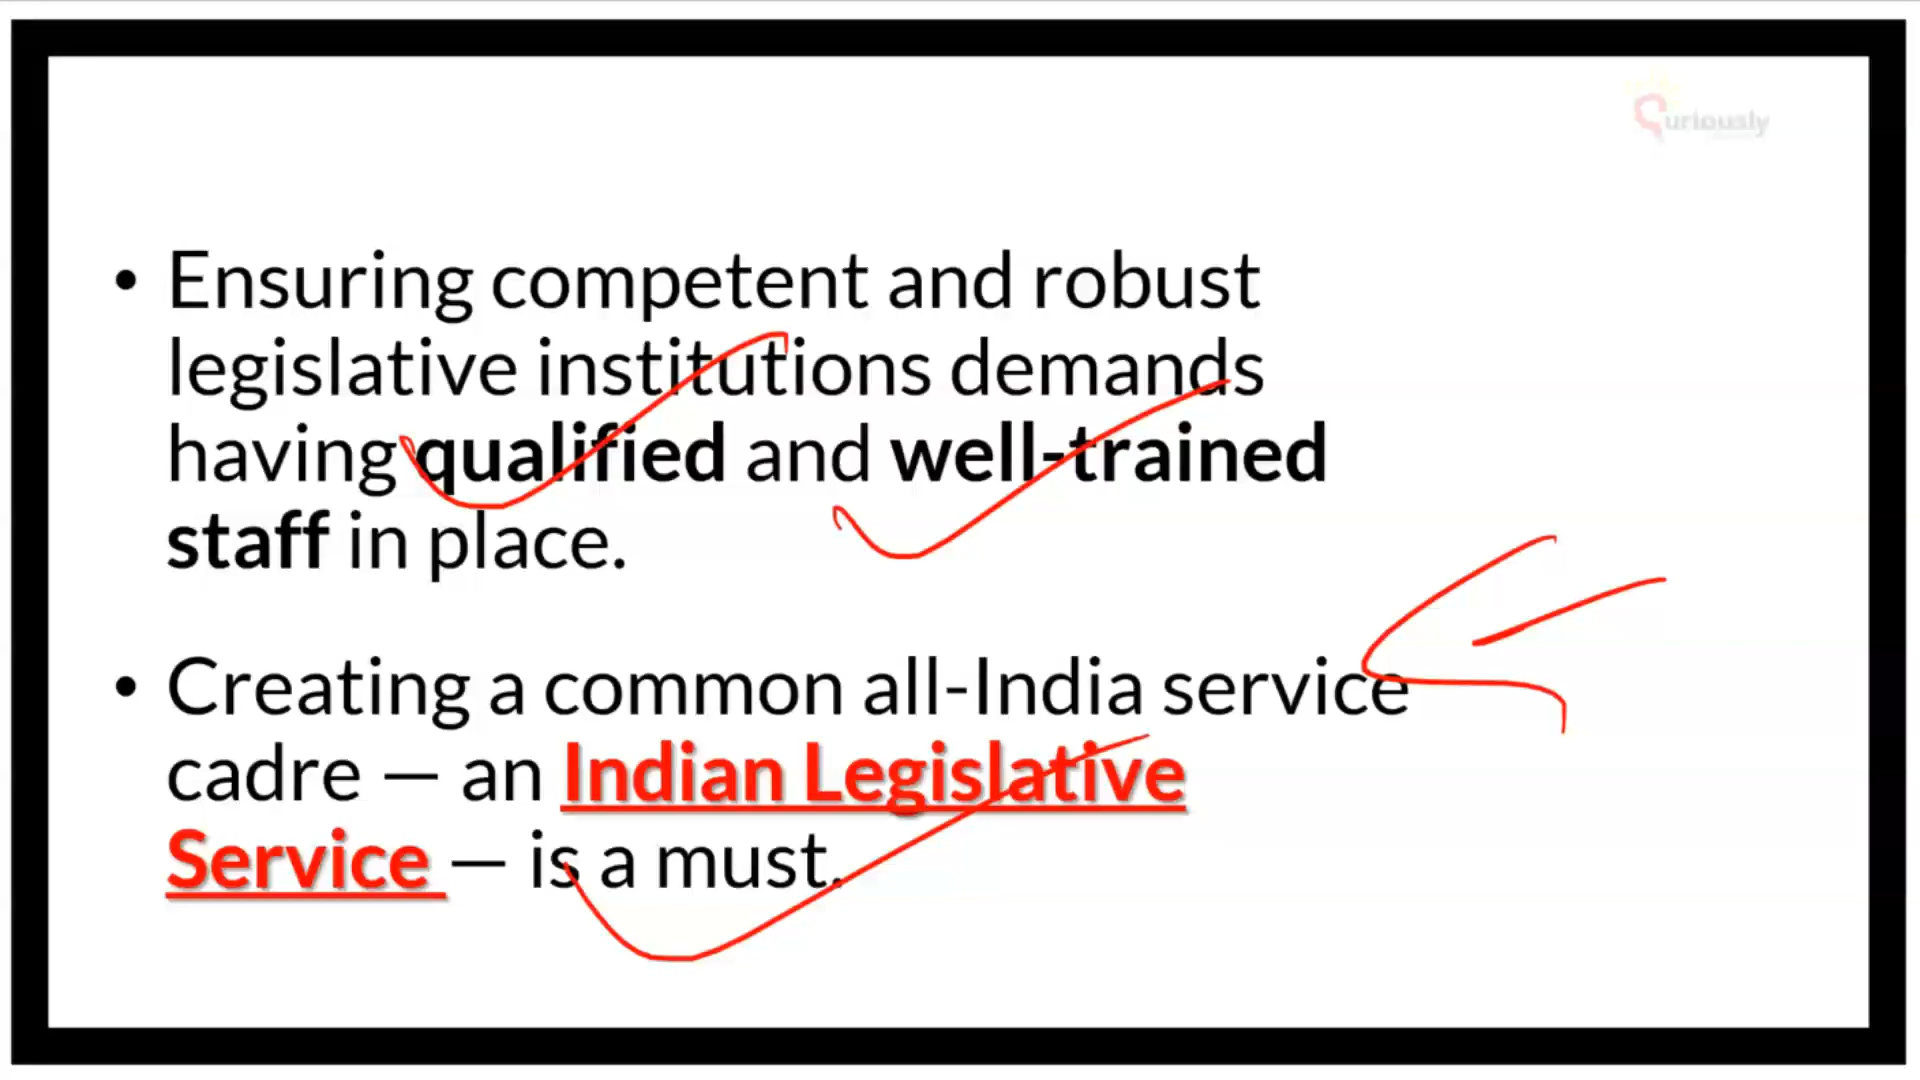 uriously
• Ensuring competent and robust
legislative institutions demands
having qualified and well-trained
staff in place.
• Creating a common all-India service
cadre — an Indian Legislative
Service — is a must.